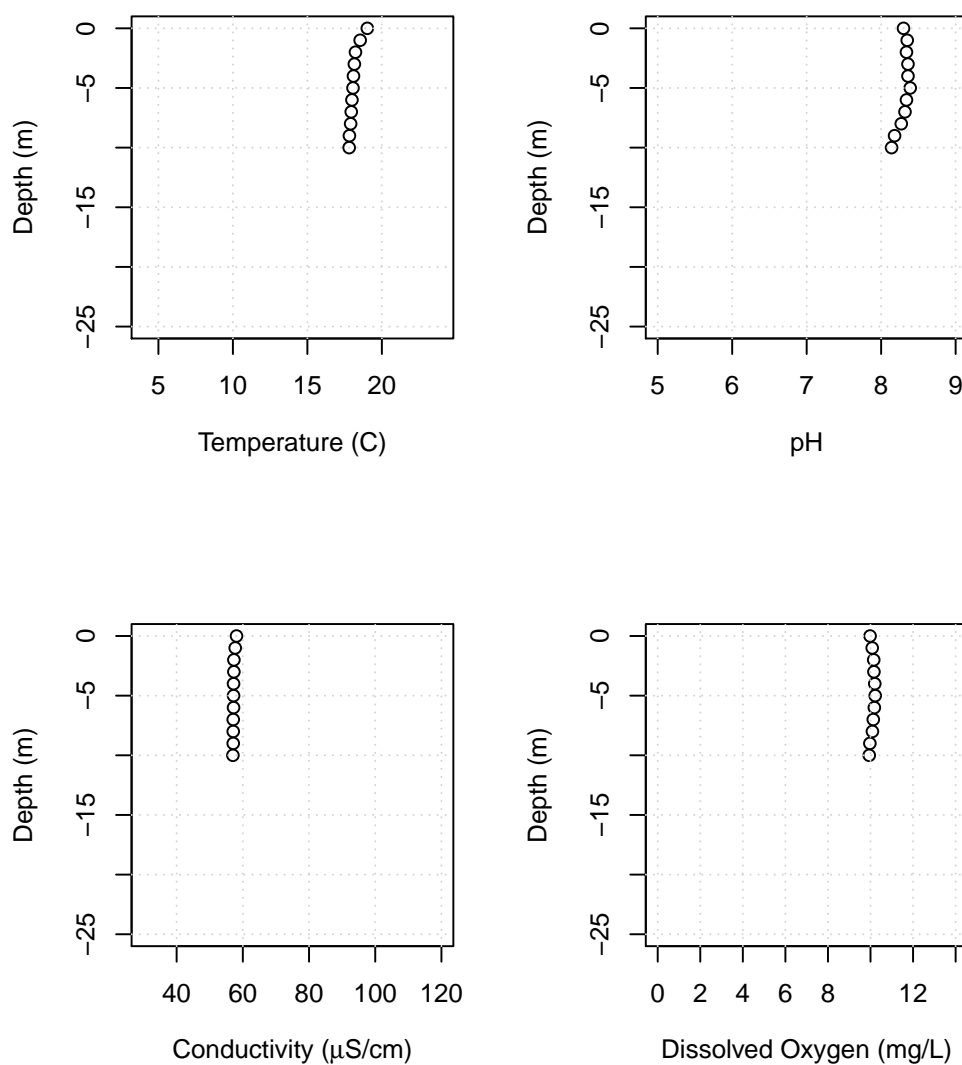 0
−5
−15
−25
Depth (m)
5 10 15 20
Temperature (C)
0
−5
−15
−25
Depth (m)
5 6 7 8 9
pH
0
−5
−15
−25
Depth (m)
40 60 80 100 120
Conductivity (μS/cm)
0
−5
−15
−25
Depth (m)
0 2 4 6 8 12
Dissolved Oxygen (mg/L)